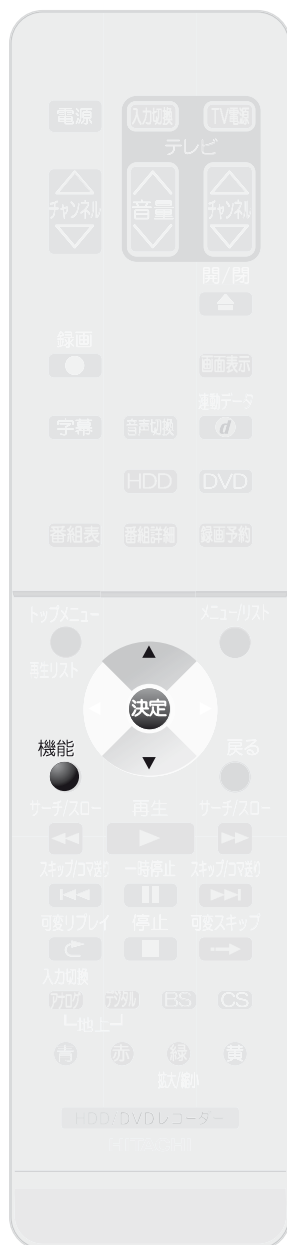 電源
入力切換
TV電源
テレビ
チャンネル
音量
チャンネル
開/閉
録画
画面表示
連動データ
字幕
音声切換
d
HDD
DVD
番組表
番組詳細
録画予約
トップメニュー
メニュー/リスト
再生リスト
決定
機能
戻る
サーチ/スロー
再生
サーチ/スロー
スキップ/コマ送り
一時停止
スキップ/コマ送り
可変リプレイ
停止
可変スキップ
入力切換
アナログ
デジタル
BS
CS
地上
青
赤
緑
黄
拡大/縮小
HDD/DVDレコーダー